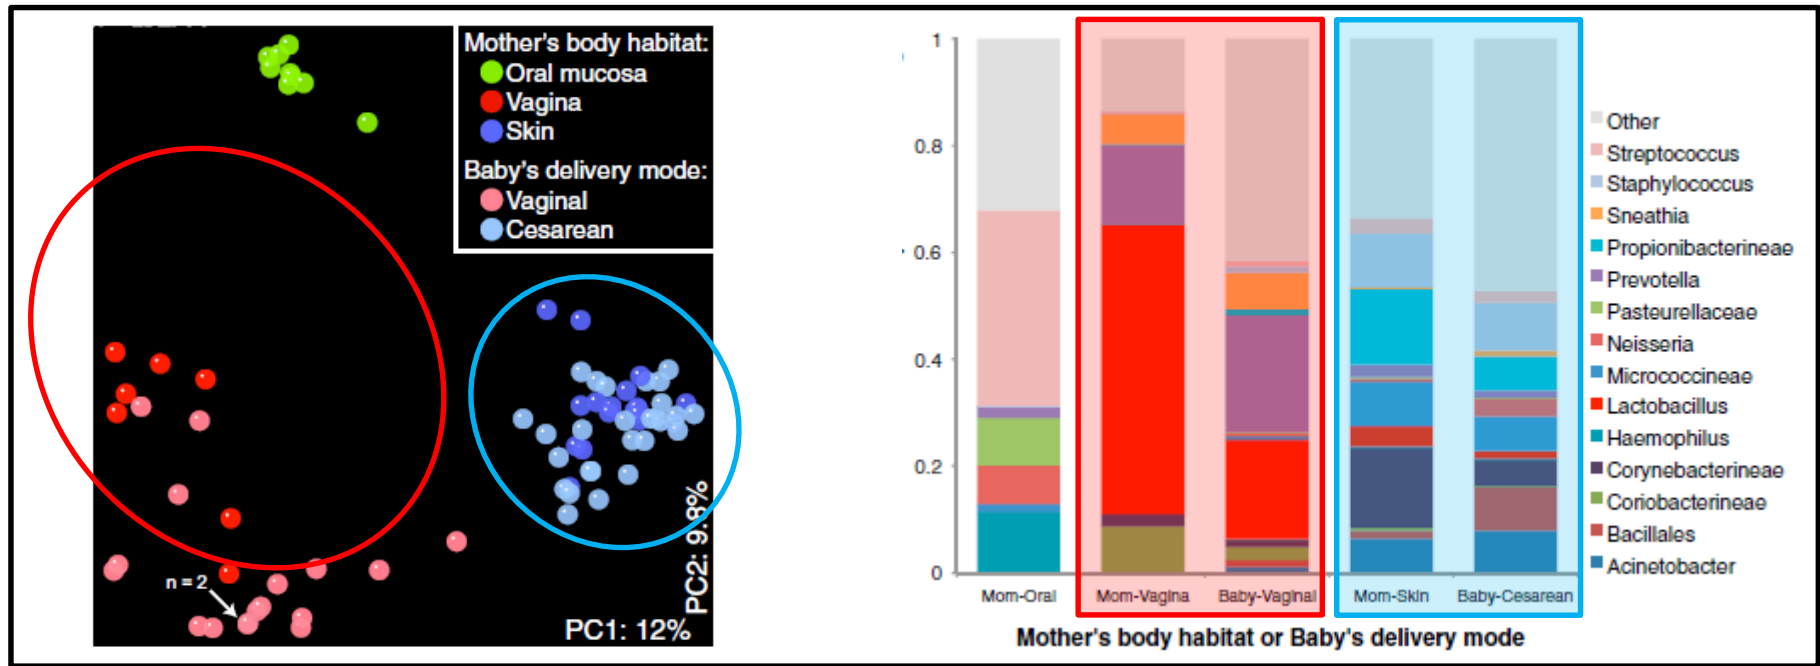 Mother's body habitat:
Oral mucosa
Vagina
Skin
Baby's delivery mode:
Vaginal
Cesarean
n = 2
PC1: 12%
PC2: 9.8%
1
0.8
0.6
0.4
0.2
0
Mom-Oral
Mom-Vagina
Baby-Vaginal
Mom-Skin
Baby-Cesarean
Mother's body habitat or Baby's delivery mode
Other
Streptococcus
Staphylococcus
Sneathia
Propionibacterineae
Prevotella
Pasteurellaceae
Neisseria
Micrococcineae
Lactobacillus
Haemophilus
Corynebacterineae
Coriobacterineae
Bacillales
Acinetobacter